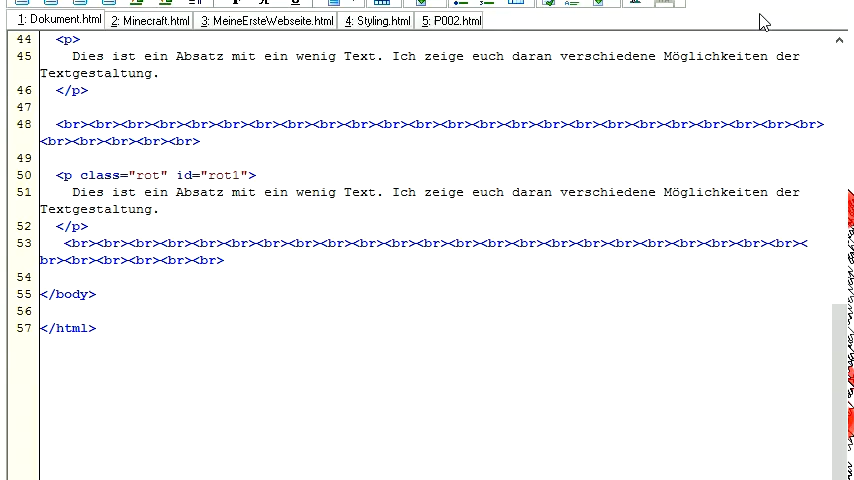 1: Dokument.html 2: Minecraft.html 3: MeineErsteWebseite.html 4: Styling.html 5: P002.html
44 <p>
45 Dies ist ein Absatz mit ein wenig Text. Ich zeige euch daran verschiedene Möglichkeiten der
Textgestaltung.
46 </p>
47
48 <br><br><br><br><br><br><br><br><br><br><br><br><br><br><br><br><br><br><br><br><br><br><br><br>
<br><br><br><br><br>
49
50 <p class="rot" id="rot1">
51 Dies ist ein Absatz mit ein wenig Text. Ich zeige euch daran verschiedene Möglichkeiten der
Textgestaltung.
52 </p>
53 <br><br><br><br><br><br><br><br><br><br><br><br><br><br><br><br><br><br><br><br><br><br><br><
br><br><br><br><br><br>
54
55 </body>
56
57 </html>